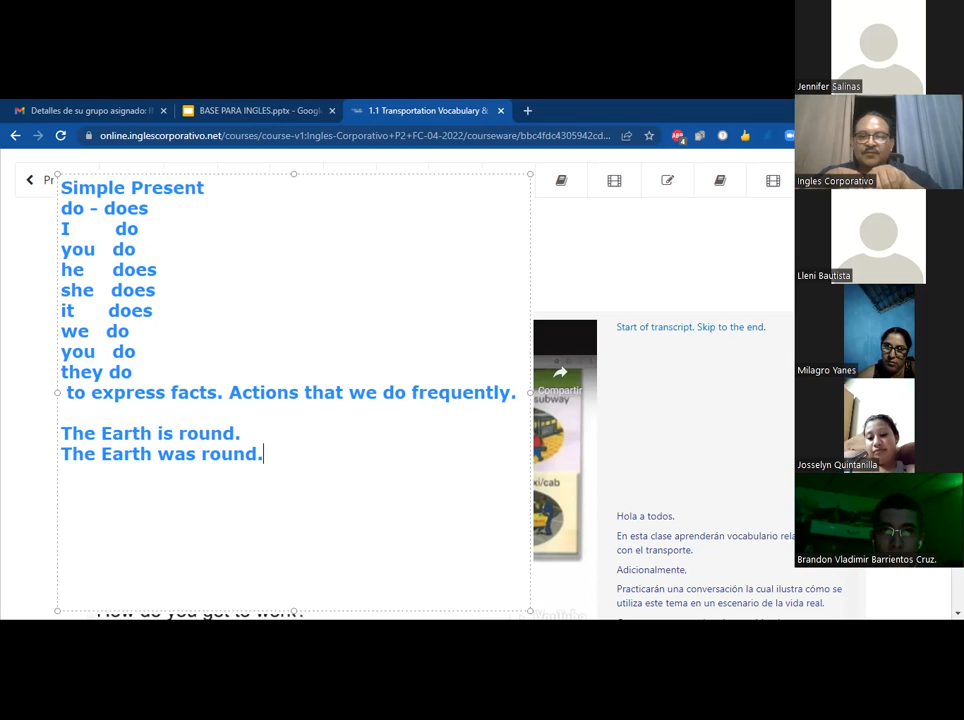 Detalles de su grupo asignado: I
BASE PARA INGLES.pptx - Goog
1.1 Transportation Vocabulary &
online.inglescorporativo.net/courses/course-v1:Ingles-Corporativo+P2+FC-04-2022/courseware/bbc4fdc4305942cd...
4
Pr
Simple Present
do - does
I do
you do
he does
she does
it does
we do
you do
they do
to express facts. Actions that we do frequently.
The Earth is round.
The Earth was round.
Compartir
subway
xi/cab
YouTube
How do you get to work?
Start of transcript. Skip to the end.
Hola a todos.
En esta clase aprenderán vocabulario rela
con el transporte.
Adicionalmente,
Practicarán una conversación la cual ilustra cómo se
utiliza este tema en un escenario de la vida real.
Jennifer Salinas
Ingles Corporativo
Lleni Bautista
Milagro Yanes
Josselyn Quintanilla
Brandon Vladimir Barrientos Cruz.